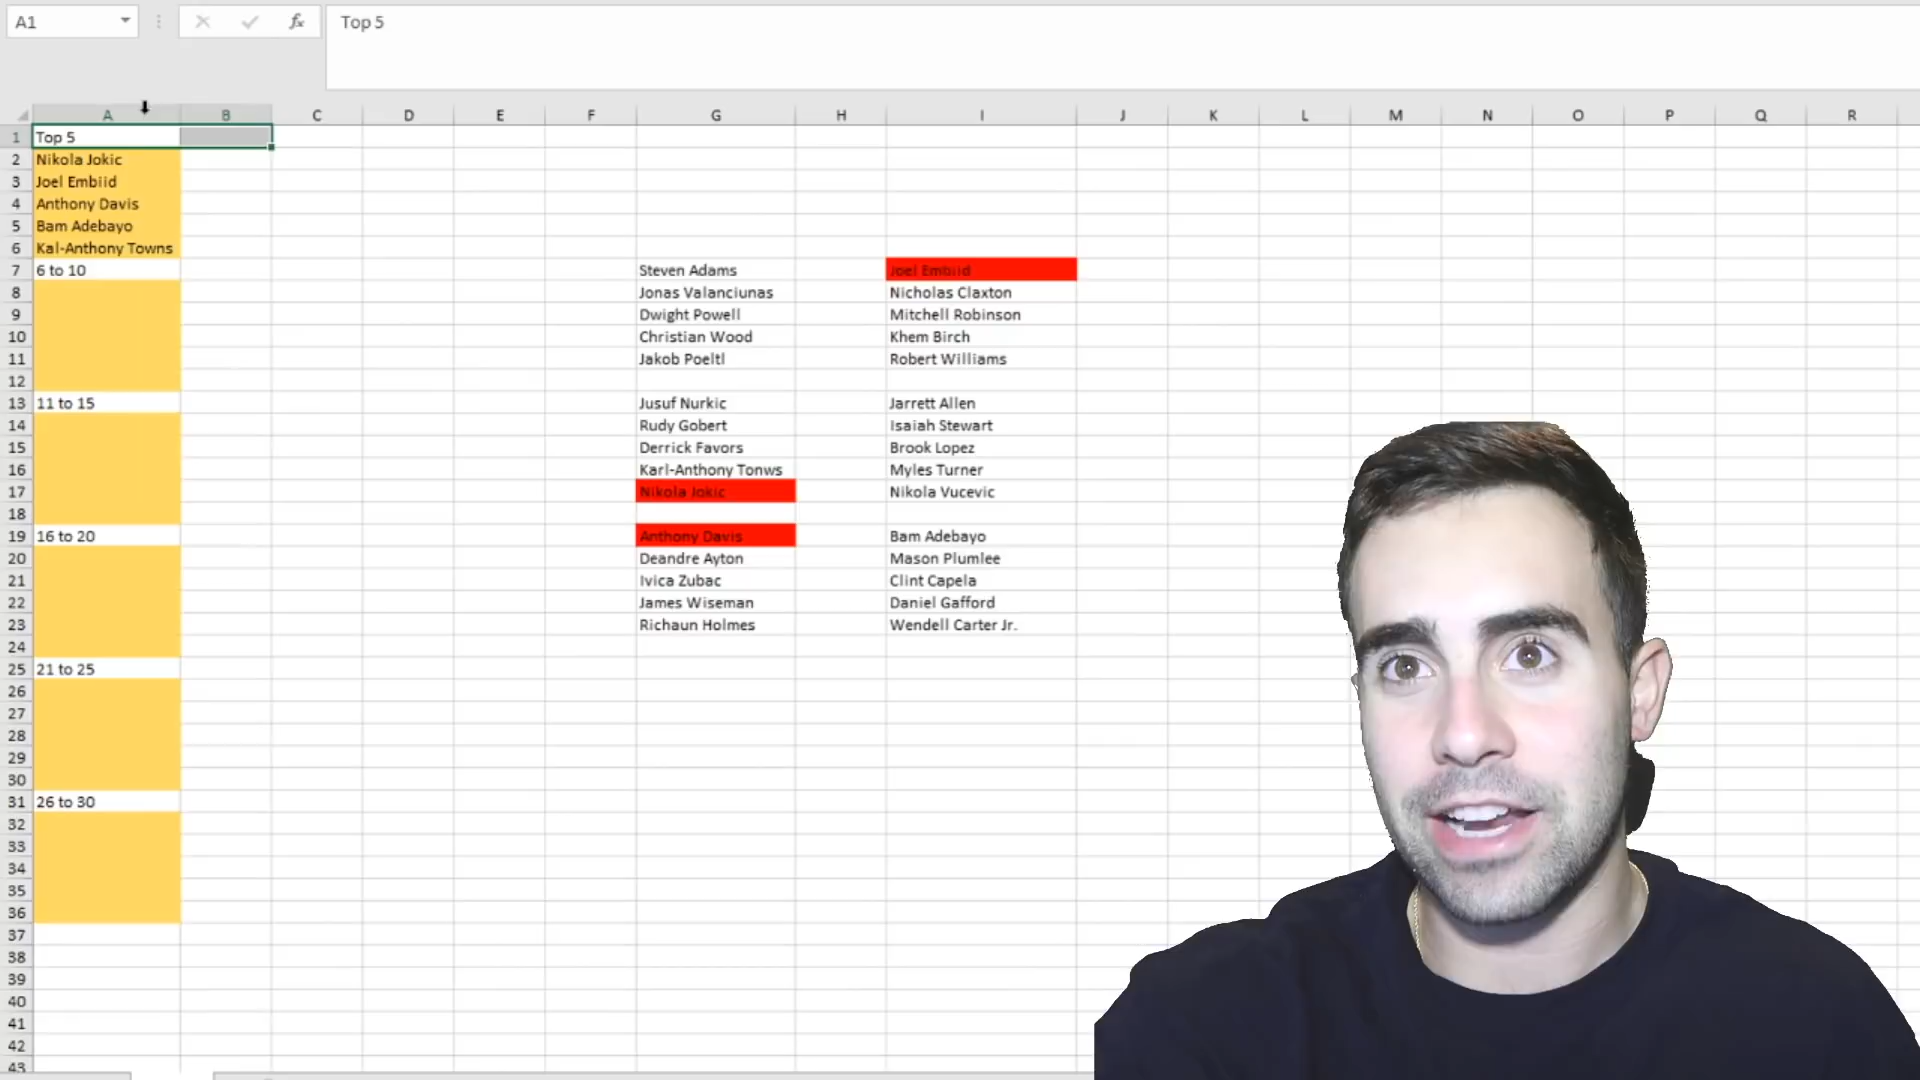 A1
fx
Top 5
A B C D E F G H I J K L M N O P Q R
1 Top 5
2 Nikola Jokic
3 Joel Embiid
4 Anthony Davis
5 Bam Adebayo
6 Kal-Anthony Towns
7 6 to 10 Steven Adams Joel Embiid
8 Jonas Valanciunas Nicholas Claxton
9 Dwight Powell Mitchell Robinson
10 Christian Wood Khem Birch
11 Jakob Poeltl Robert Williams
12
13 11 to 15 Jusuf Nurkic Jarrett Allen
14 Rudy Gobert Isaiah Stewart
15 Derrick Favors Brook Lopez
16 Karl-Anthony Tonws Myles Turner
17 Nikola Jokic Nikola Vucevic
18
19 16 to 20 Anthony Davis Bam Adebayo
20 Deandre Ayton Mason Plumlee
21 Ivica Zubac Clint Capela
22 James Wiseman Daniel Gafford
23 Richaun Holmes Wendell Carter Jr.
24
25 21 to 25
26
27
28
29
30
31 26 to 30
32
33
34
35
36
37
38
39
40
41
42
43